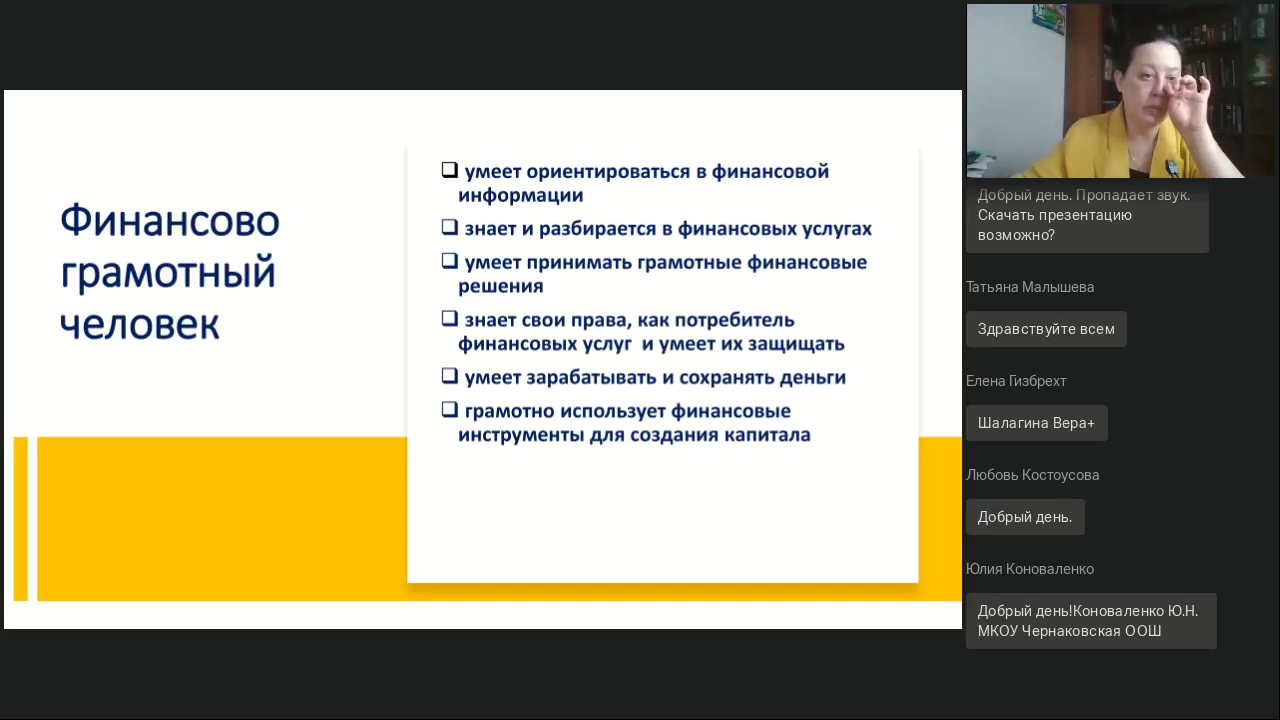 Финансово
грамотный
человек
умеет ориентироваться в финансовой
информации
знает и разбирается в финансовых услугах
умеет принимать грамотные финансовые
решения
знает свои права, как потребитель
финансовых услуг и умеет их защищать
умеет зарабатывать и сохранять деньги
грамотно использует финансовые
инструменты для создания капитала
Добрый день. Пропадает звук.
Скачать презентацию
возможно?
Татьяна Малышева
Здравствуйте всем
Елена Гизбрехт
Шалагина Вера+
Любовь Костоусова
Добрый день.
Юлия Коноваленко
Добрый день!Коноваленко Ю.Н.
МКОУ Чернаковская ООШ